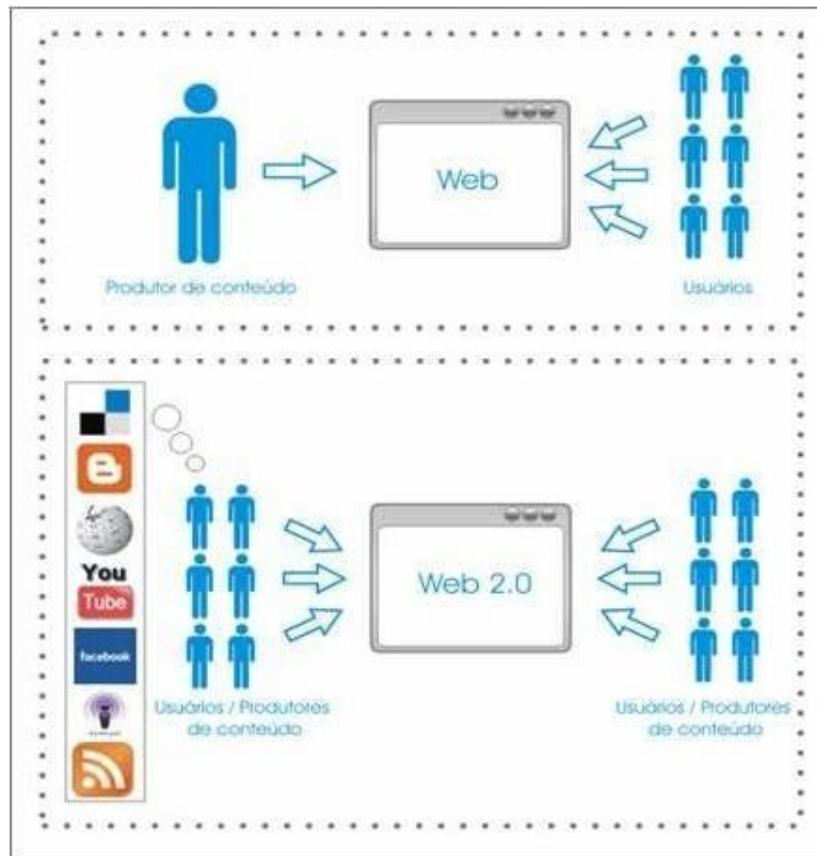 Web
Produtor de conteúdo
Usuários
You
Tube
facebook
Web 2.0
Usuários / Produtores
de conteúdo
Usuários / Produtores
de conteúdo